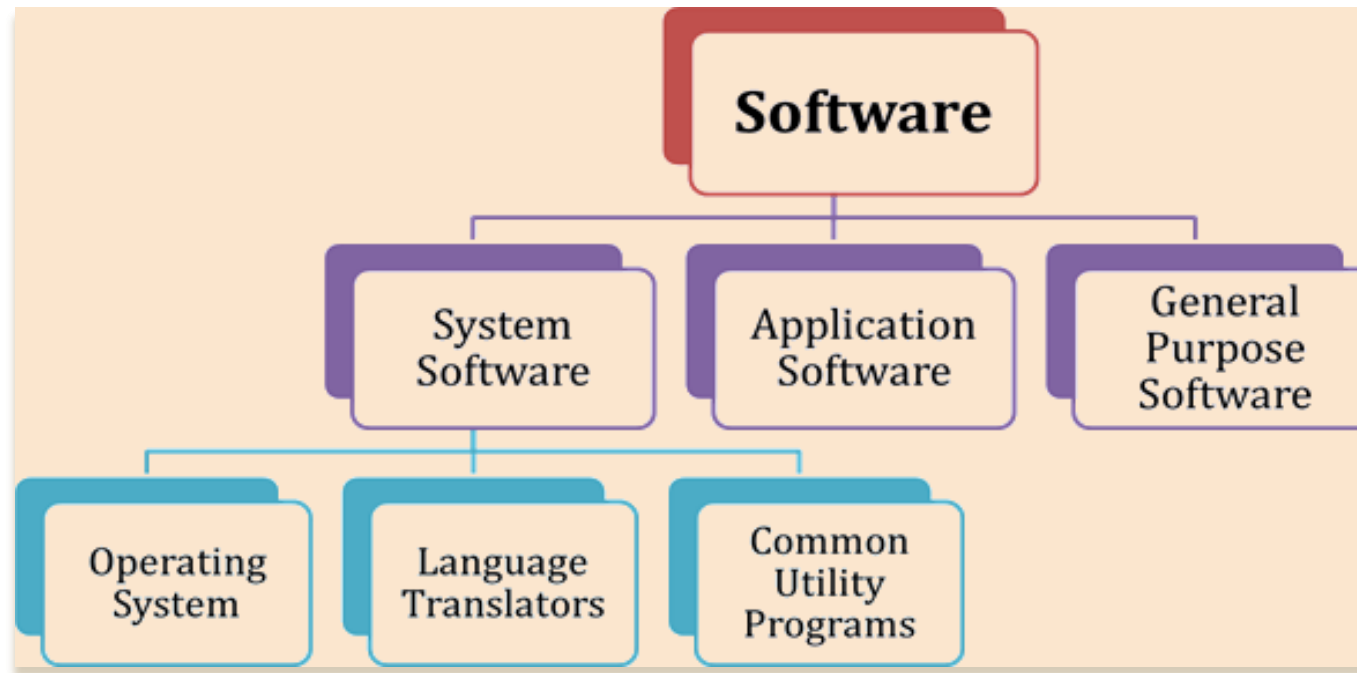 Software
System
Software
Application
Software
General
Purpose
Software
Operating
System
Language
Translators
Common
Utility
Programs